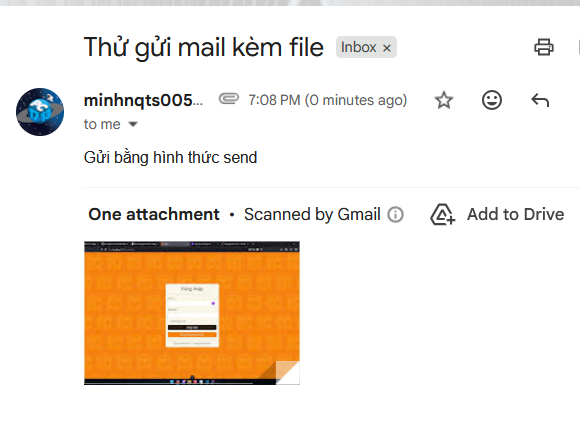 Thử gửi mail kèm file Inbox ×
minhnqts005... 7:08 PM (0 minutes ago)
to me
Gửi bằng hình thức send
One attachment • Scanned by Gmail
Add to Drive
Đăng nhập